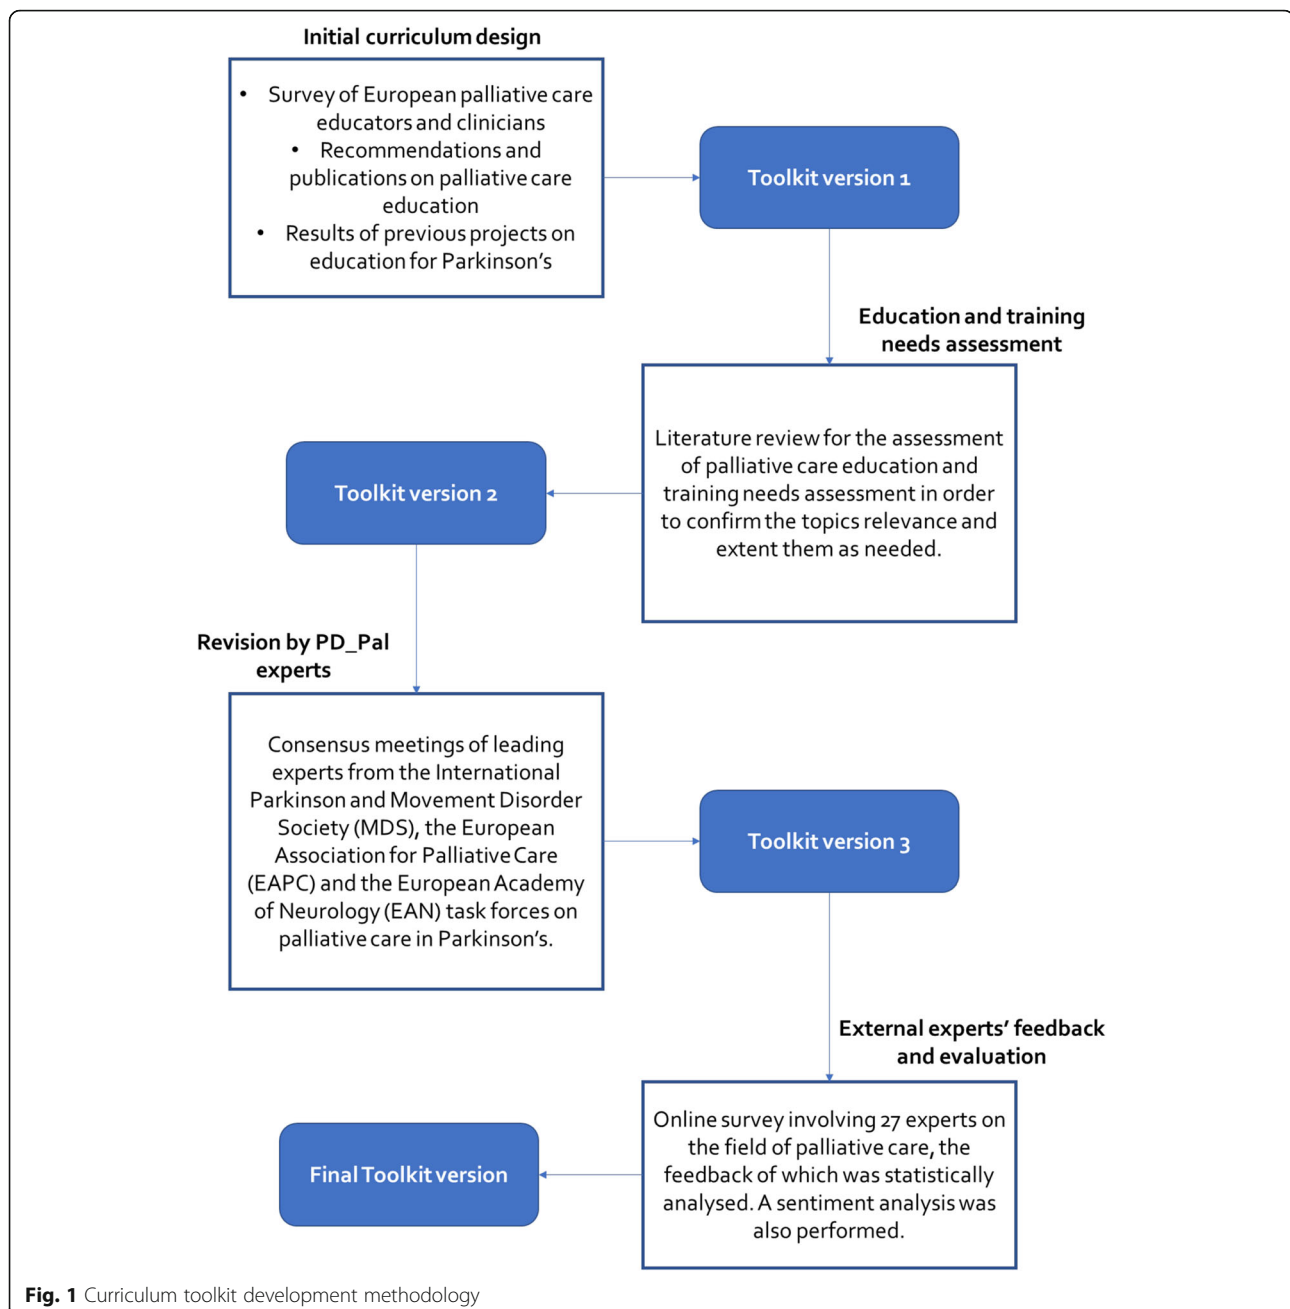 Initial curriculum design
• Survey of European palliative care
educators and clinicians
• Recommendations and
publications on palliative care
education
• Results of previous projects on
education for Parkinson's
Toolkit version 1
Education and training
needs assessment
Literature review for the assessment
of palliative care education and
training needs assessment in order
to confirm the topics relevance and
extent them as needed.
Toolkit version 2
Revision by PD_Pal
experts
Consensus meetings of leading
experts from the International
Parkinson and Movement Disorder
Society (MDS), the European
Association for Palliative Care
(EAPC) and the European Academy
of Neurology (EAN) task forces on
palliative care in Parkinson's.
Toolkit version 3
External experts' feedback
and evaluation
Online survey involving 27 experts on
the field of palliative care, the
feedback of which was statistically
analysed. A sentiment analysis was
also performed.
Final Toolkit version
Fig. 1 Curriculum toolkit development methodology